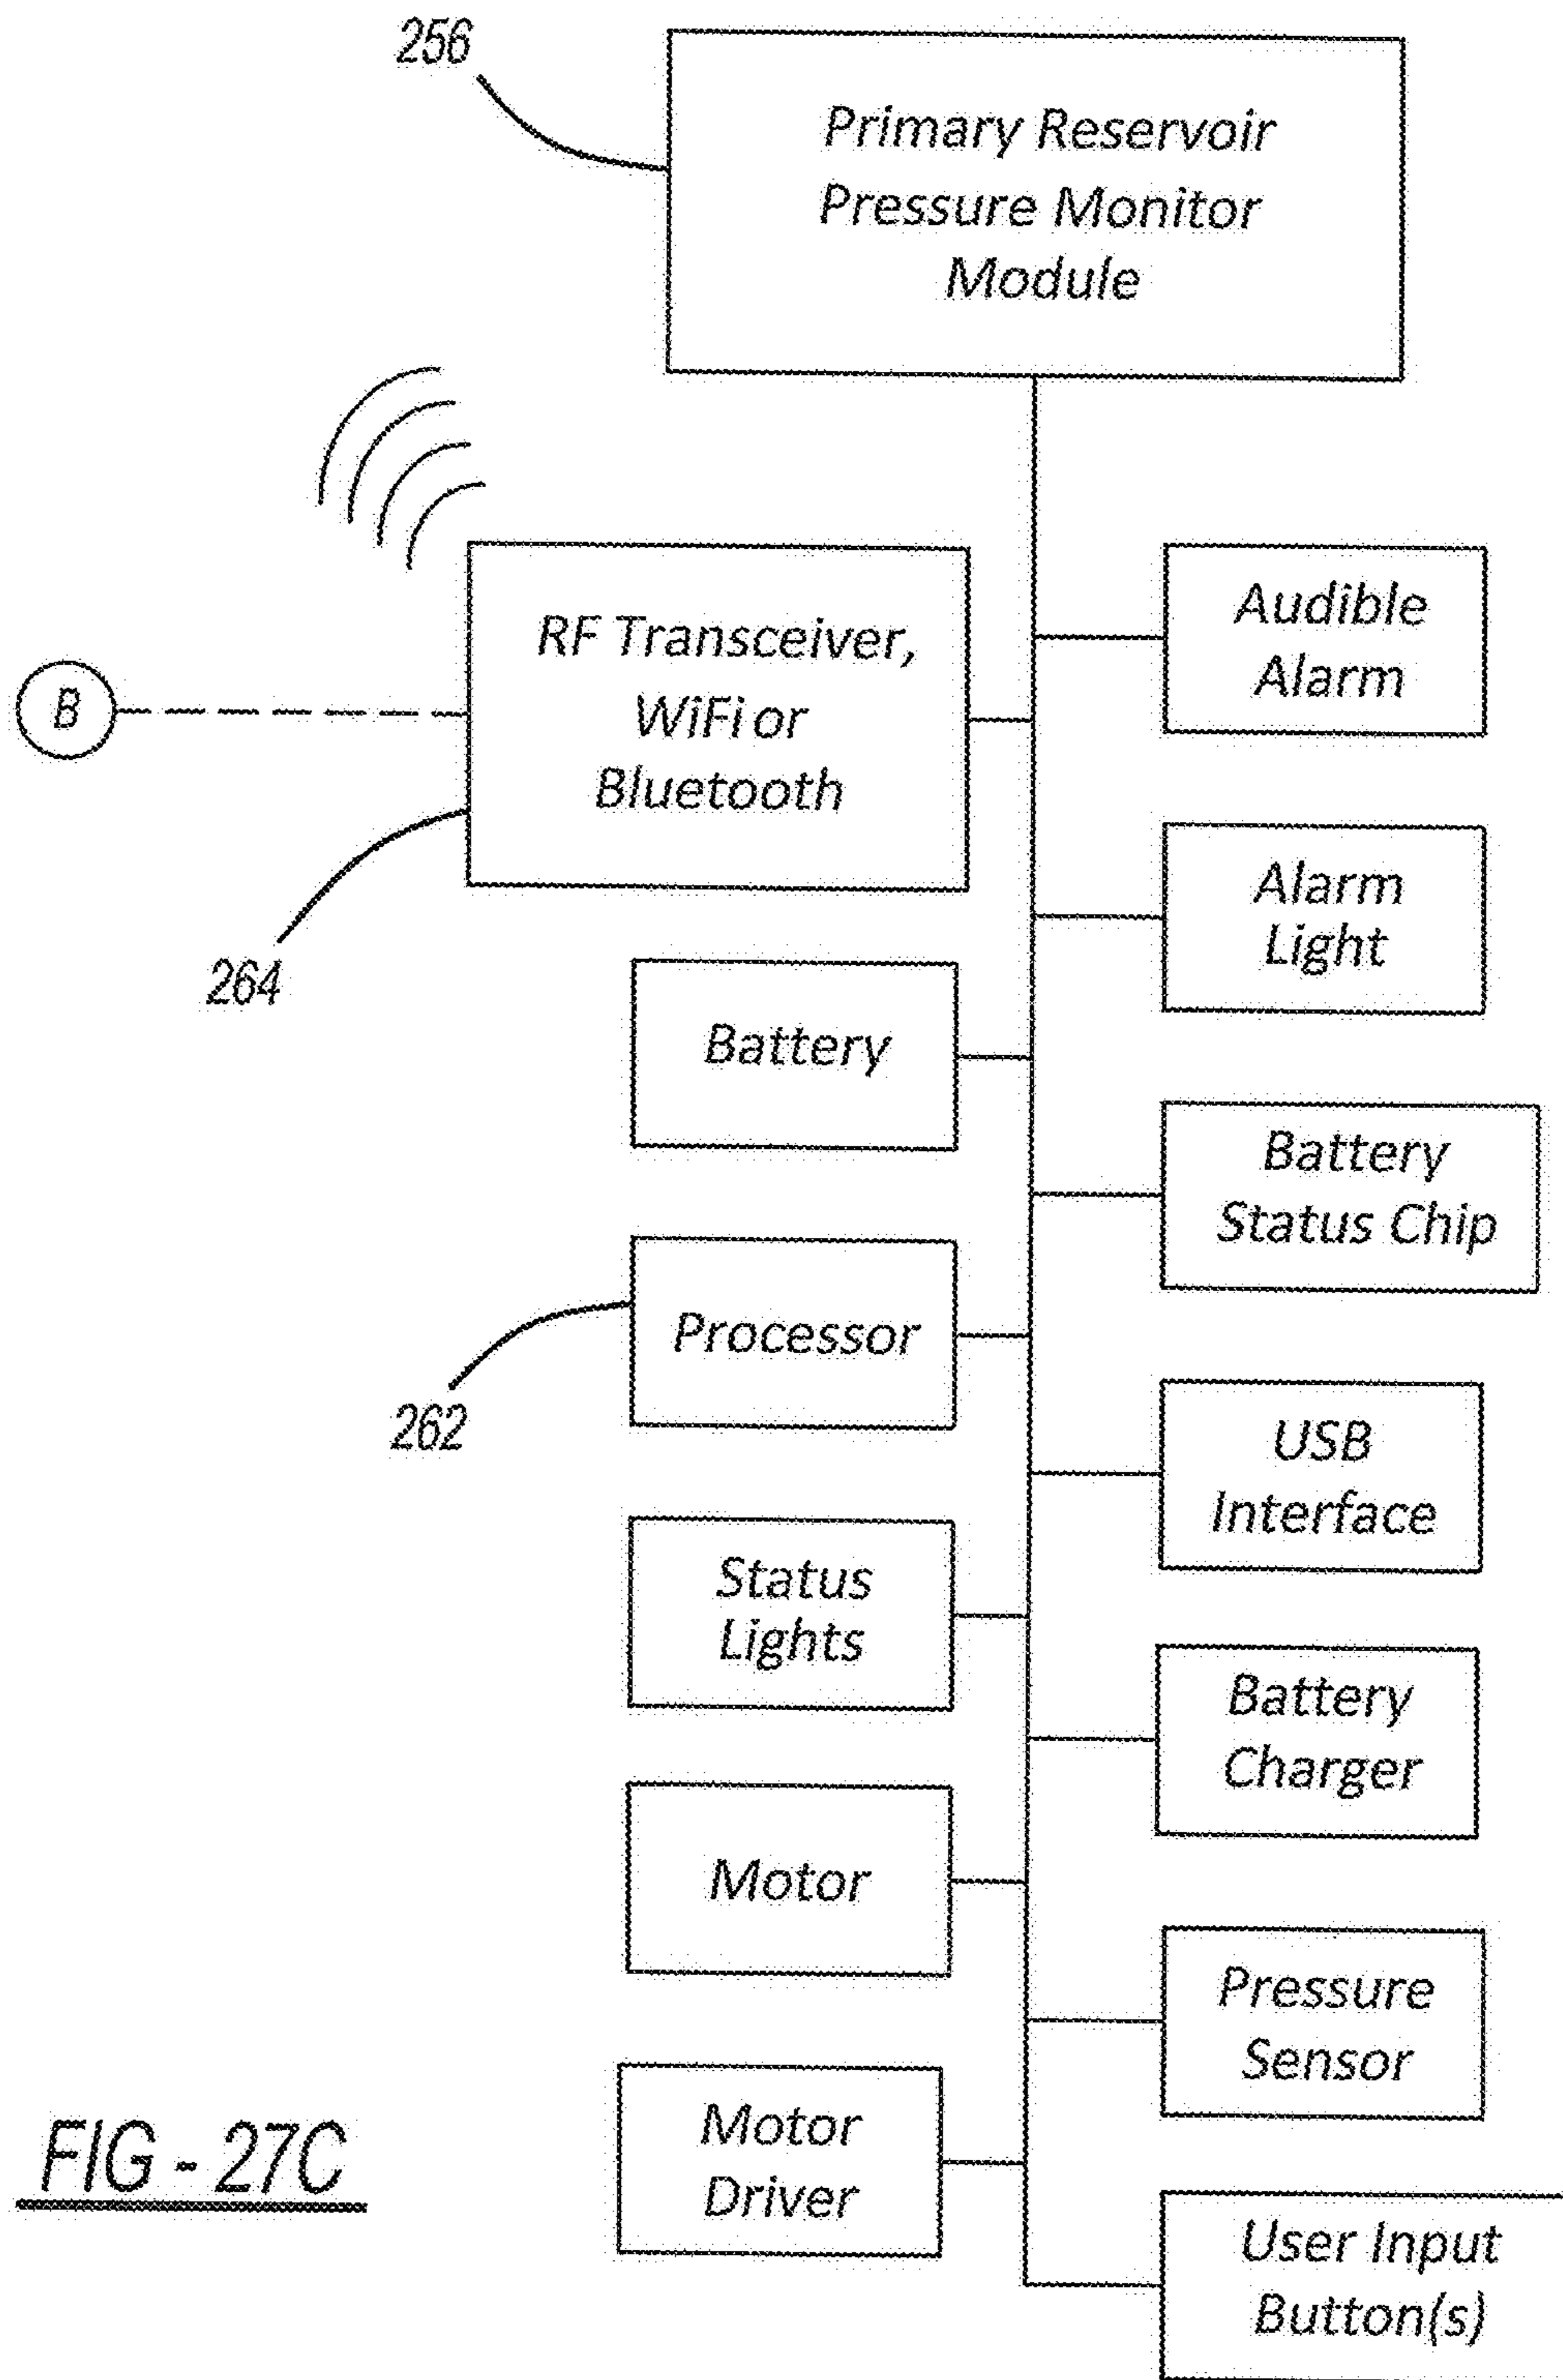 256
Primary Reservoir
Pressure Monitor
Module
RF Transceiver,
WiFi or
Bluetooth
B
264
Audible
Alarm
Alarm
Light
Battery
Battery
Status Chip
Processor
262
USB
Interface
Status
Lights
Battery
Charger
Motor
Pressure
Sensor
Motor
Driver
User Input
Button(s)
FIG - 27C